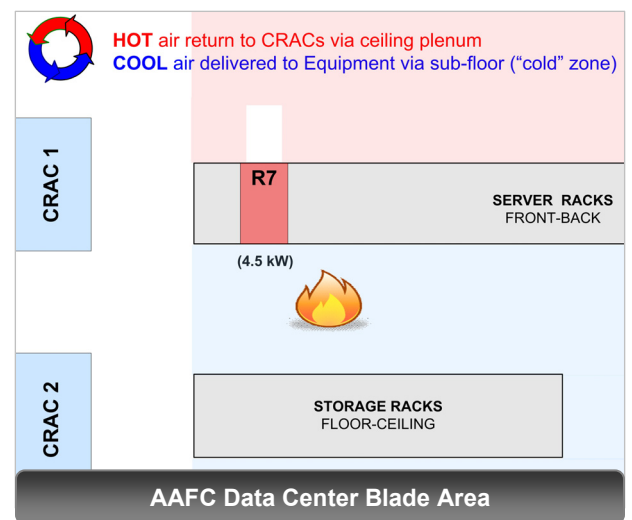 HOT air return to CRACs via ceiling plenum
COOL air delivered to Equipment via sub-floor (“cold” zone)
CRAC 1
R7
SERVER RACKS
FRONT-BACK
(4.5 kW)
CRAC 2
STORAGE RACKS
FLOOR-CEILING
AAFC Data Center Blade Area